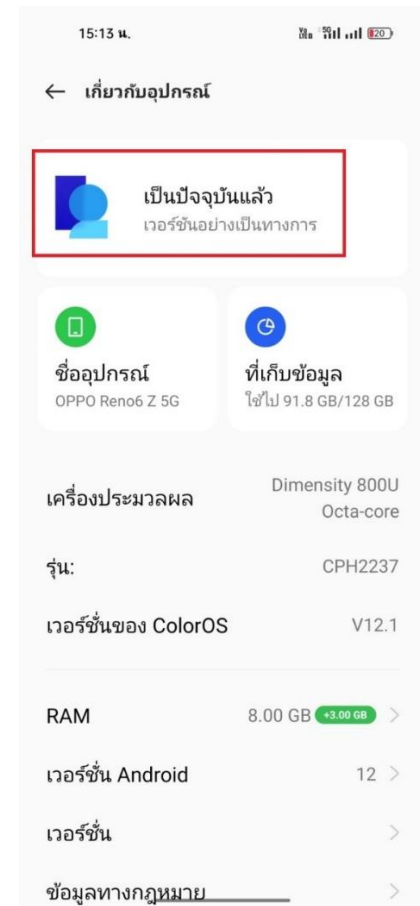 15:13 น.
5G
20
← เกี่ยวกับอุปกรณ์
เป็นปัจจุบันแล้ว
เวอร์ชันอย่างเป็นทางการ
ชื่ออุปกรณ์
OPPO Reno6 Z 5G
ที่เก็บข้อมูล
ใช้ไป 91.8 GB/128 GB
เครื่องประมวลผล
Dimensity 800U
Octa-core
รุ่น: CPH2237
เวอร์ชั่นของ ColorOS V12.1
RAM 8.00 GB +3.00 GB
เวอร์ชั่น Android 12
เวอร์ชั่น
ข้อมูลทางกฎหมาย